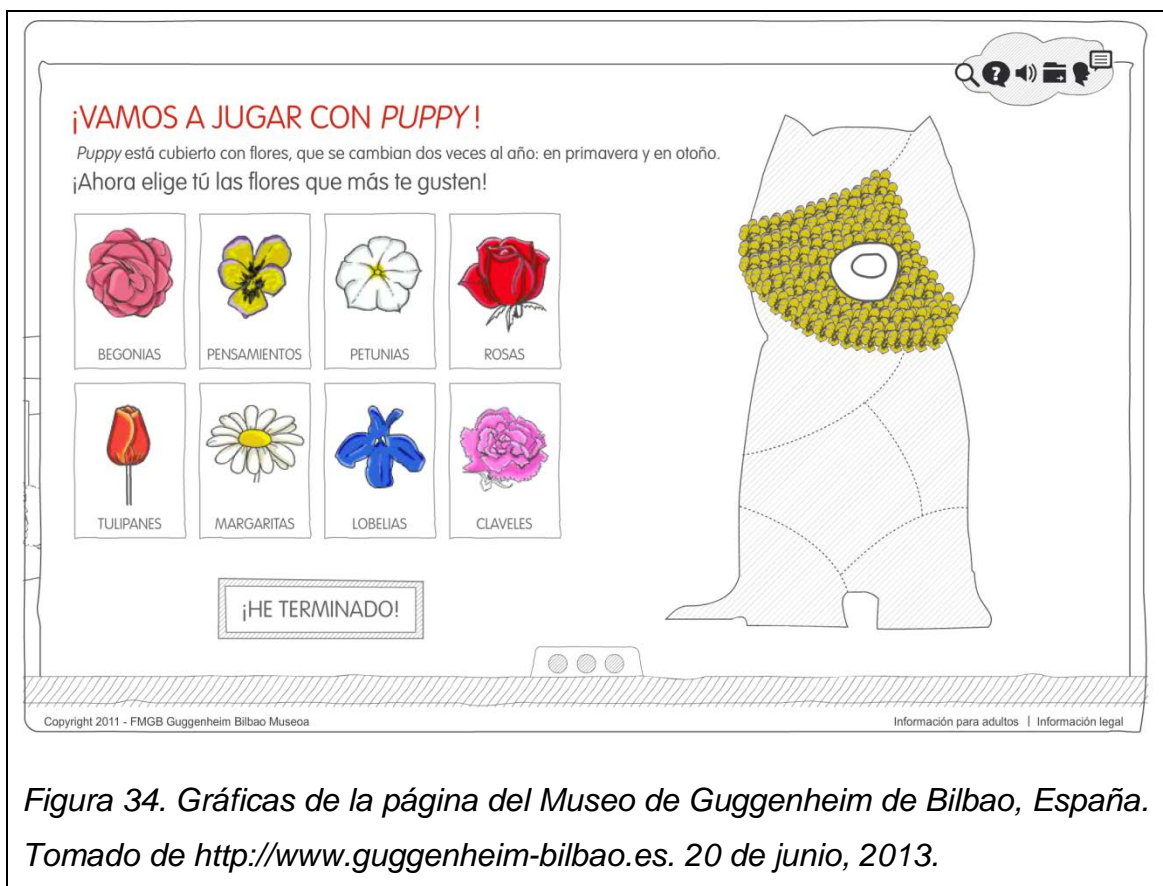 ¡VAMOS A JUGAR CON PUPPY!
Puppy está cubierto con flores, que se cambian dos veces al año: en primavera y en otoño.
¡Ahora elige tú las flores que más te gusten!
BEGONIAS
PENSAMIENTOS
PETUNIAS
ROSAS
TULIPANES
MARGARITAS
LOBELIAS
CLAVELES
¡HE TERMINADO!
Copyright 2011 - FMGB Guggenheim Bilbao Museoa
Información para adultos | Información legal
Figura 34. Gráficas de la página del Museo de Guggenheim de Bilbao, España.
Tomado de http://www.guggenheim-bilbao.es. 20 de junio, 2013.